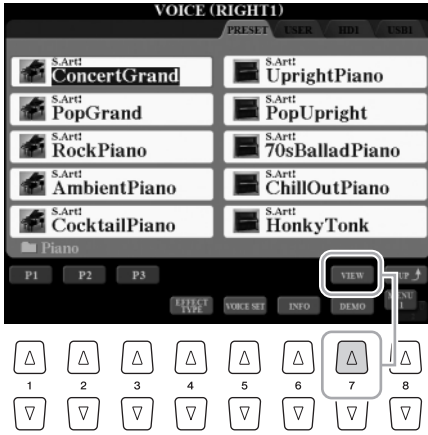 VOICE (RIGHT1)
PRESET USER HD1 USB1
S.Art! S.Art!
ConcertGrand UprightPiano
S.Art! S.Art!
PopGrand PopUpright
S.Art! S.Art!
RockPiano 70sBalladPiano
S.Art! S.Art!
AmbientPiano ChillOutPiano
S.Art! S.Art!
CocktailPiano HonkyTonk
Piano
P1 P2 P3 VIEW
EFFECT TYPE VOICE SET INFO DEMO MENU 1
1 2 3 4 5 6 7 8